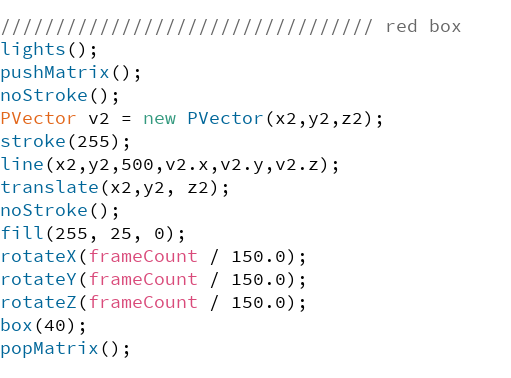 ////////////////////////////////// red box
lights();
pushMatrix();
noStroke();
PVector v2 = new PVector(x2,y2,z2);
stroke(255);
line(x2,y2,500,v2.x,v2.y,v2.z);
translate(x2,y2, z2);
noStroke();
fill(255, 25, 0);
rotateX(frameCount / 150.0);
rotateY(frameCount / 150.0);
rotateZ(frameCount / 150.0);
box(40);
popMatrix();